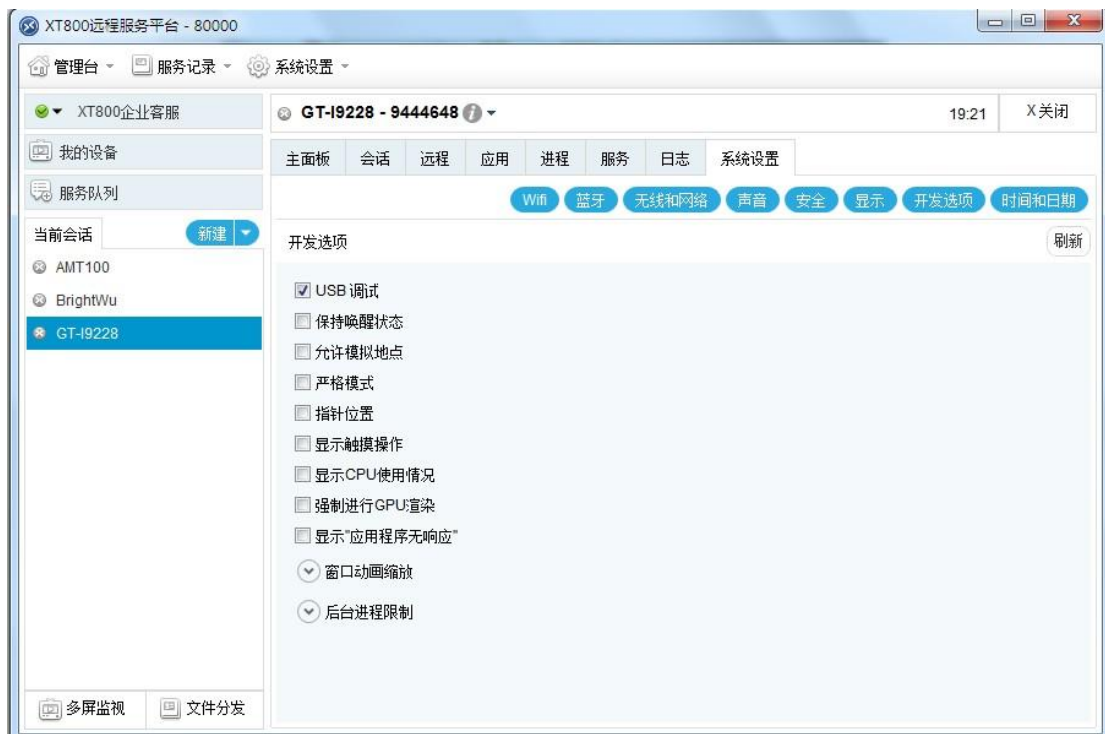 XT800远程服务平台 - 80000
管理台 服务记录 系统设置
XT800企业客服
我的设备
服务队列
当前会话 新建
AMT100
BrightWu
GT-I9228
多屏监视 文件分发
GT-I9228 - 9444648 19:21 X关闭
主面板 会话 远程 应用 进程 服务 日志 系统设置
Wifi 蓝牙 无线和网络 声音 安全 显示 开发选项 时间和日期
开发选项 刷新
USB 调试
保持唤醒状态
允许模拟地点
严格模式
指针位置
显示触摸操作
显示CPU使用情况
强制进行GPU渲染
显示"应用程序无响应"
窗口动画缩放
后台进程限制